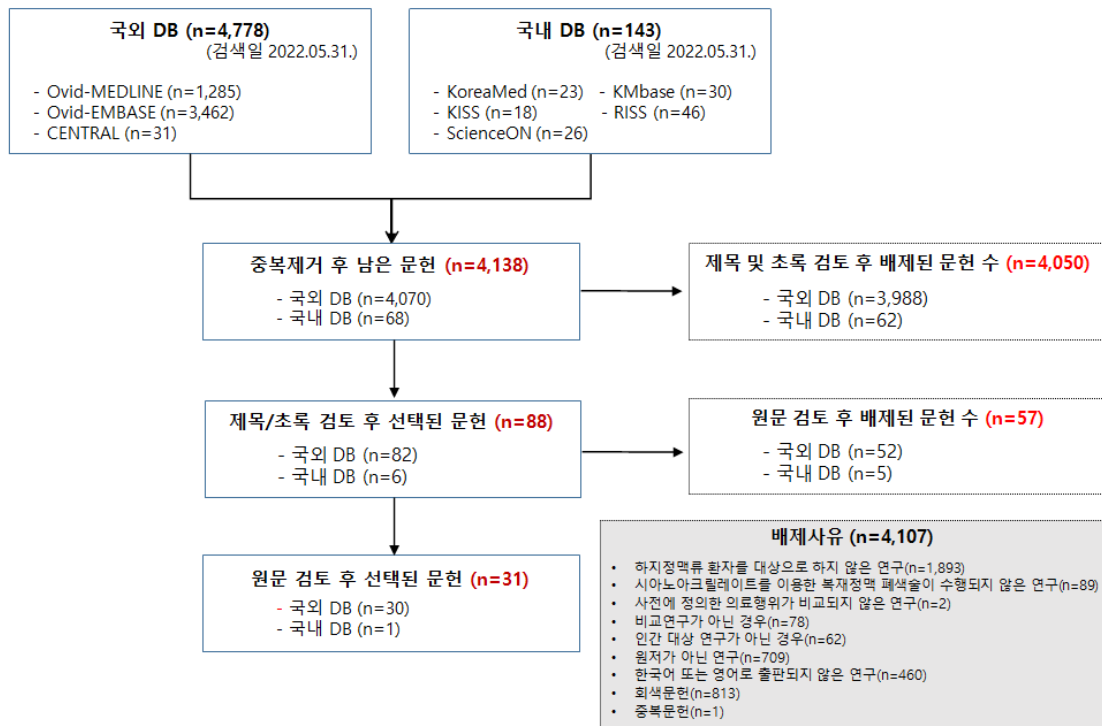 국외 DB (n=4,778)
(검색일 2022.05.31.)
- Ovid-MEDLINE (n=1,285)
- Ovid-EMBASE (n=3,462)
- CENTRAL (n=31)
국내 DB (n=143)
(검색일 2022.05.31.)
- KoreaMed (n=23) - KMbase (n=30)
- KISS (n=18) - RISS (n=46)
- ScienceON (n=26)
중복제거 후 남은 문헌 (n=4,138)
- 국외 DB (n=4,070)
- 국내 DB (n=68)
제목 및 초록 검토 후 배제된 문헌 수 (n=4,050)
- 국외 DB (n=3,988)
- 국내 DB (n=62)
제목/초록 검토 후 선택된 문헌 (n=88)
- 국외 DB (n=82)
- 국내 DB (n=6)
원문 검토 후 배제된 문헌 수 (n=57)
- 국외 DB (n=52)
- 국내 DB (n=5)
원문 검토 후 선택된 문헌 (n=31)
- 국외 DB (n=30)
- 국내 DB (n=1)
배제사유 (n=4,107)
• 하지정맥류 환자를 대상으로 하지 않은 연구(n=1,893)
• 시아노아크릴레이트를 이용한 복재정맥 폐색술이 수행되지 않은 연구(n=89)
• 사전에 정의한 의료행위가 비교되지 않은 연구(n=2)
• 비교연구가 아닌 경우(n=78)
• 인간 대상 연구가 아닌 경우(n=62)
• 원저가 아닌 연구(n=709)
• 한국어 또는 영어로 출판되지 않은 연구(n=460)
• 회색문헌(n=813)
• 중복문헌(n=1)